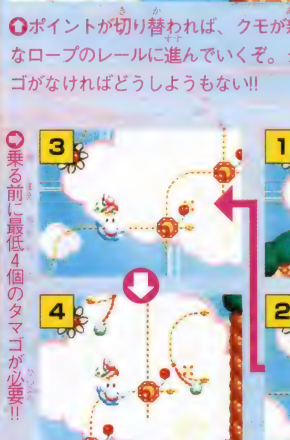 ポイントが切り替われば、クモが
なロープのレールに進んでいくぞ。
ゴがなければどうしようもない!!
3
1
乗る前に最低4個のタマゴが必要!!
4
2